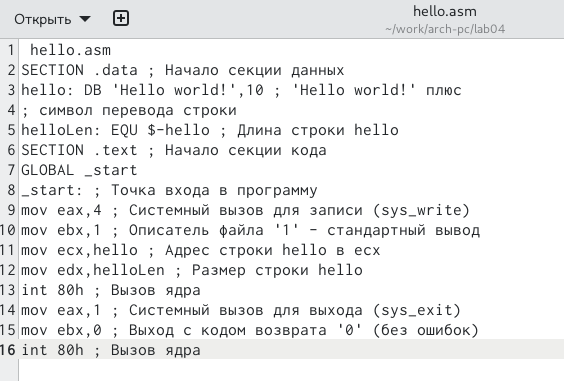 Открыть
hello.asm
~/work/arch-pc/lab04
1 hello.asm
2 SECTION .data ; Начало секции данных
3 hello: DB 'Hello world!',10 ; 'Hello world!' плюс
4 ; символ перевода строки
5 helloLen: EQU $-hello ; Длина строки hello
6 SECTION .text ; Начало секции кода
7 GLOBAL _start
8 _start: ; Точка входа в программу
9 mov eax,4 ; Системный вызов для записи (sys_write)
10 mov ebx,1 ; Описатель файла '1' - стандартный вывод
11 mov ecx,hello ; Адрес строки hello в ecx
12 mov edx,helloLen ; Размер строки hello
13 int 80h ; Вызов ядра
14 mov eax,1 ; Системный вызов для выхода (sys_exit)
15 mov ebx,0 ; Выход с кодом возврата '0' (без ошибок)
16 int 80h ; Вызов ядра